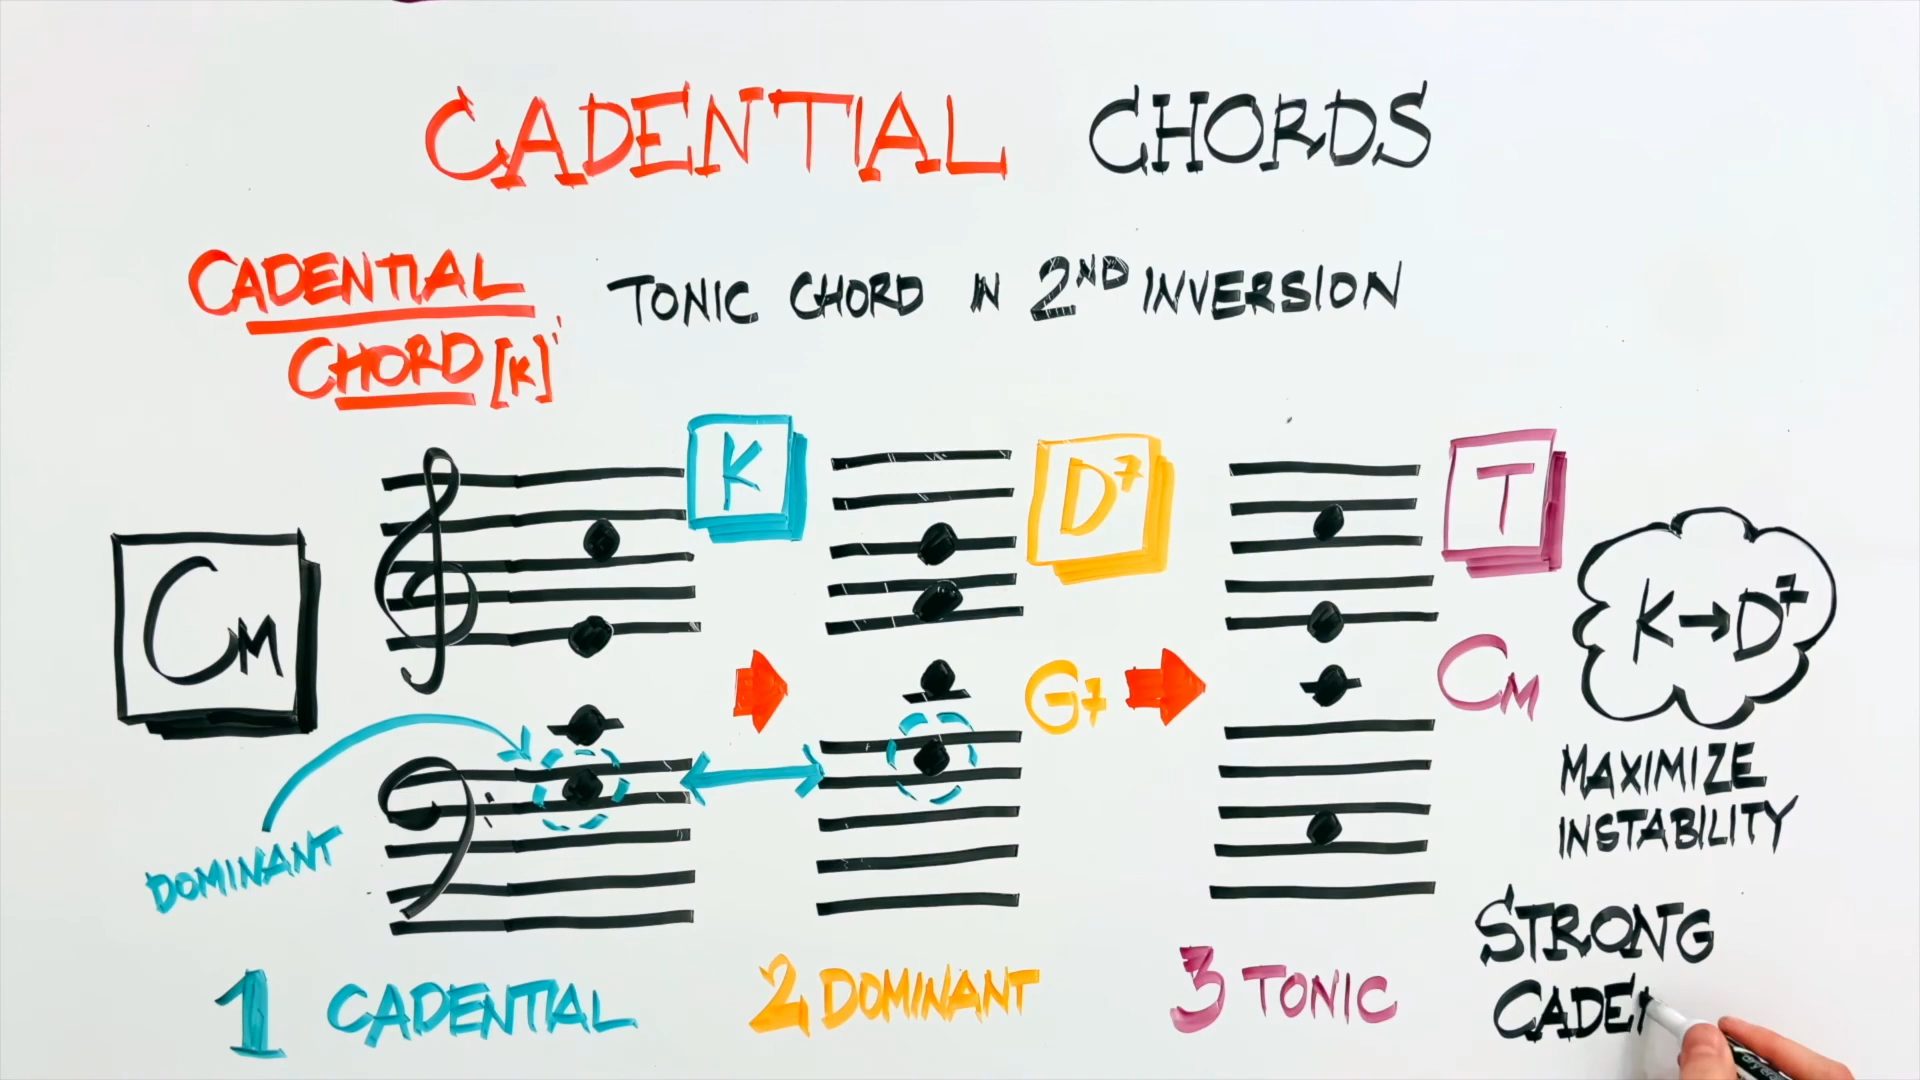 CADENTIAL CHORDS
CADENTIAL
CHORD [K]
TONIC CHORD IN 2ND INVERSION
K
D7
T
CM
K→D7
G7
CM
MAXIMIZE
INSTABILITY
DOMINANT
STRONG
CADEN
1 CADENTIAL
2 DOMINANT
3 TONIC